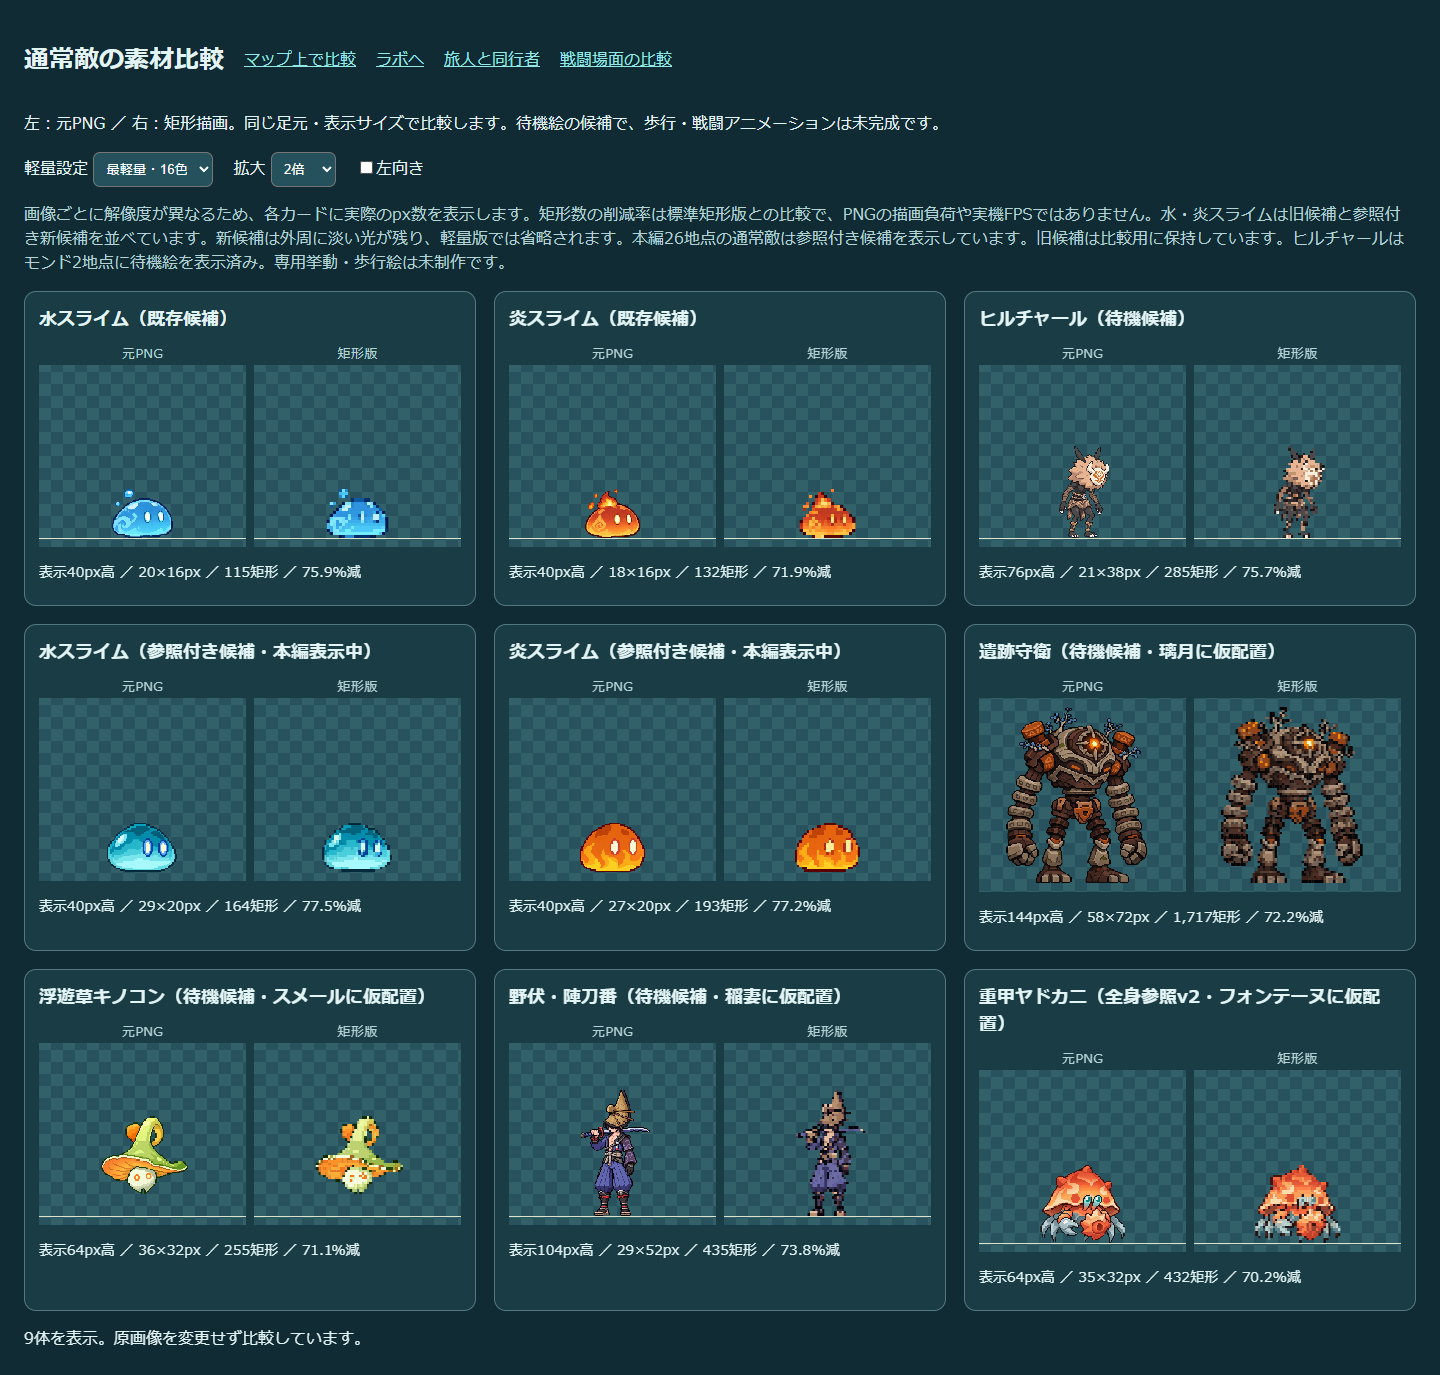 通常敵の素材比較 マップ上で比較 ラボへ 旅人と同行者 戦闘場面の比較
左：元PNG ／ 右：矩形描画。同じ足元・表示サイズで比較します。待機絵の候補で、歩行・戦闘アニメーションは未完成です。
軽量設定 最軽量・16色 拡大 2倍 左向き
画像ごとに解像度が異なるため、各カードに実際のpx数を表示します。矩形数の削減率は標準矩形版との比較で、PNGの描画負荷や実機FPSではありません。水・炎スライムは旧候補と参照付
き新候補を並べています。新候補は外周に淡い光が残り、軽量版では省略されます。本編26地点の通常敵は参照付き候補を表示しています。旧候補は比較用に保持しています。ヒルチャールは
モンド2地点に待機絵を表示済み。専用挙動・歩行絵は未制作です。
水スライム（既存候補）
元PNG 矩形版
表示40px高 ／ 20×16px ／ 115矩形 ／ 75.9%減
炎スライム（既存候補）
元PNG 矩形版
表示40px高 ／ 18×16px ／ 132矩形 ／ 71.9%減
ヒルチャール（待機候補）
元PNG 矩形版
表示76px高 ／ 21×38px ／ 285矩形 ／ 75.7%減
水スライム（参照付き候補・本編表示中）
元PNG 矩形版
表示40px高 ／ 29×20px ／ 164矩形 ／ 77.5%減
炎スライム（参照付き候補・本編表示中）
元PNG 矩形版
表示40px高 ／ 27×20px ／ 193矩形 ／ 77.2%減
遺跡守衛（待機候補・璃月に仮配置）
元PNG 矩形版
表示144px高 ／ 58×72px ／ 1,717矩形 ／ 72.2%減
浮遊草キノコン（待機候補・スメールに仮配置）
元PNG 矩形版
表示64px高 ／ 36×32px ／ 255矩形 ／ 71.1%減
野伏・陣刀番（待機候補・稲妻に仮配置）
元PNG 矩形版
表示104px高 ／ 29×52px ／ 435矩形 ／ 73.8%減
重甲ヤドカニ（全身参照v2・フォンテーヌに仮配
置）
元PNG 矩形版
表示64px高 ／ 35×32px ／ 432矩形 ／ 70.2%減
9体を表示。原画像を変更せず比較しています。